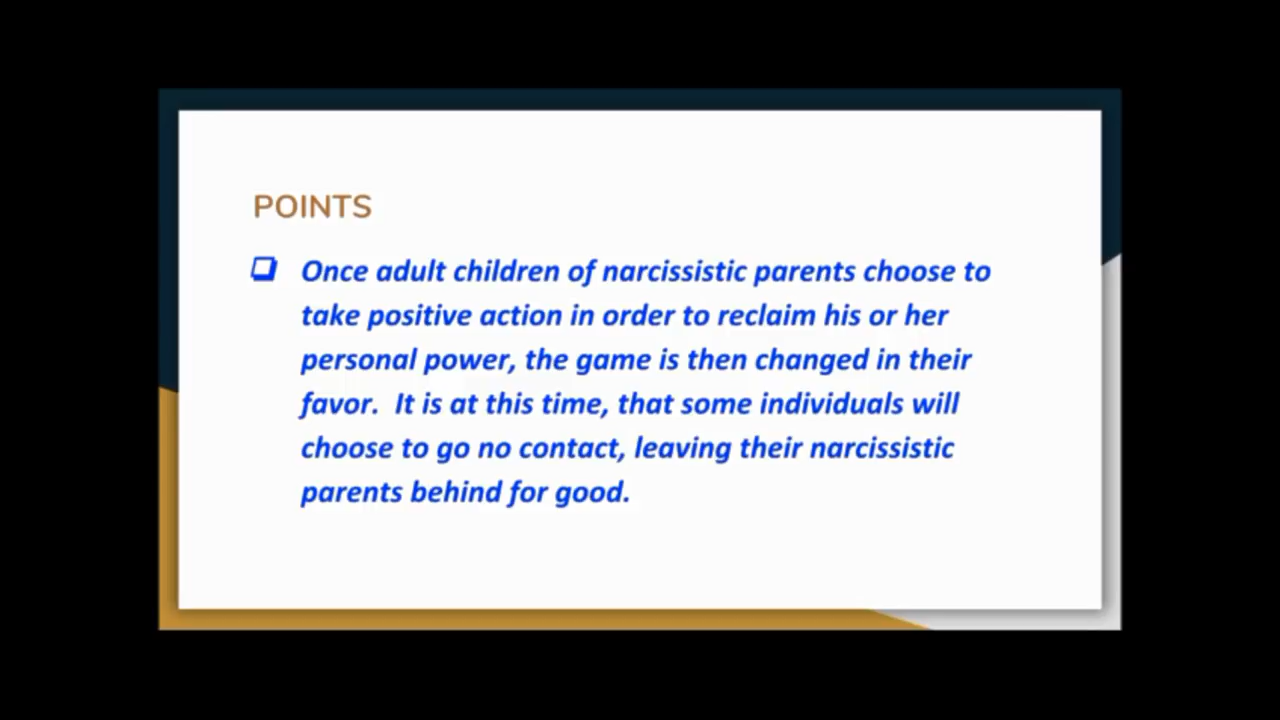 POINTS
❑ Once adult children of narcissistic parents choose to
take positive action in order to reclaim his or her
personal power, the game is then changed in their
favor.  It is at this time, that some individuals will
choose to go no contact, leaving their narcissistic
parents behind for good.